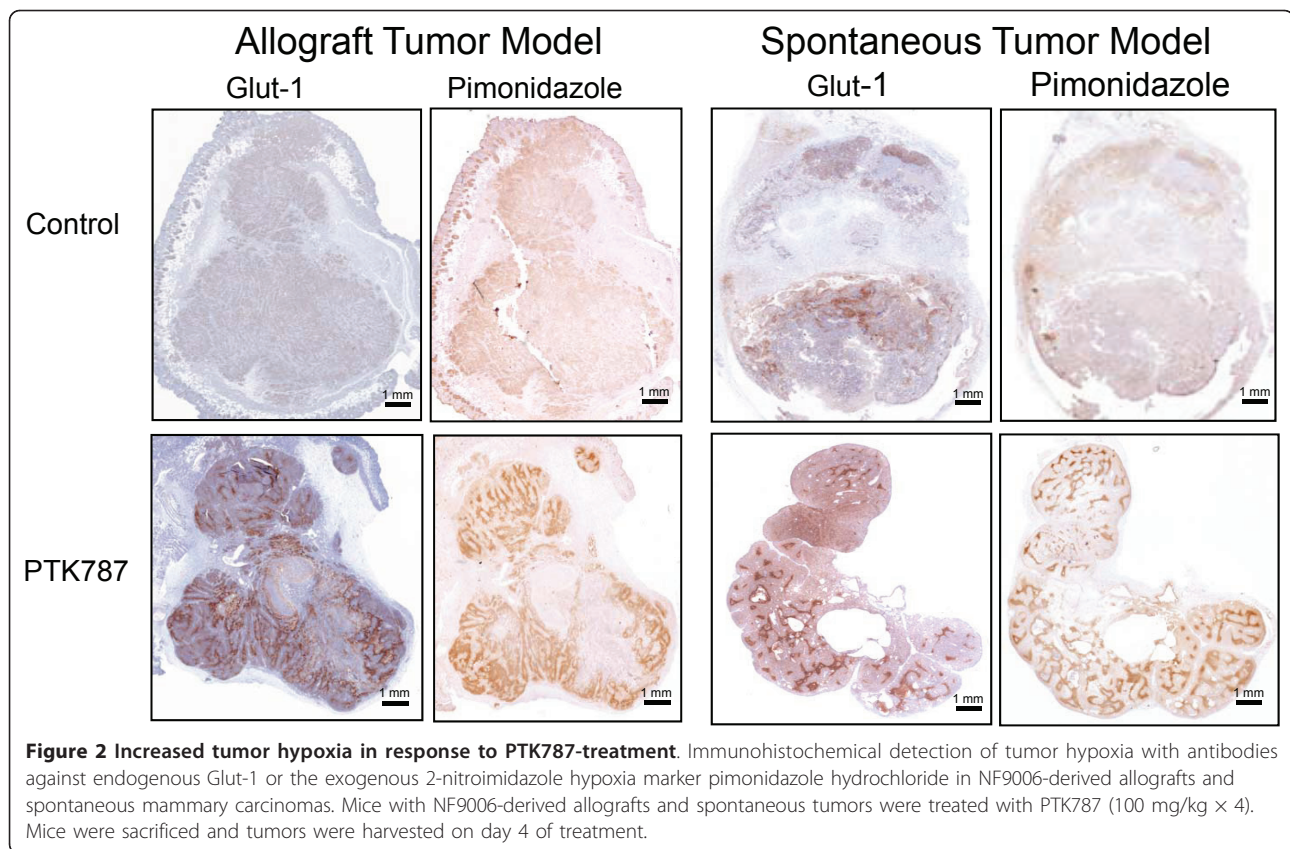 Allograft Tumor Model Spontaneous Tumor Model
Glut-1 Pimonidazole Glut-1 Pimonidazole
Control
1 mm 1 mm 1 mm 1 mm
PTK787
1 mm 1 mm 1 mm 1 mm
Figure 2 Increased tumor hypoxia in response to PTK787-treatment. Immunohistochemical detection of tumor hypoxia with antibodies
against endogenous Glut-1 or the exogenous 2-nitroimidazole hypoxia marker pimonidazole hydrochloride in NF9006-derived allografts and
spontaneous mammary carcinomas. Mice with NF9006-derived allografts and spontaneous tumors were treated with PTK787 (100 mg/kg × 4).
Mice were sacrificed and tumors were harvested on day 4 of treatment.